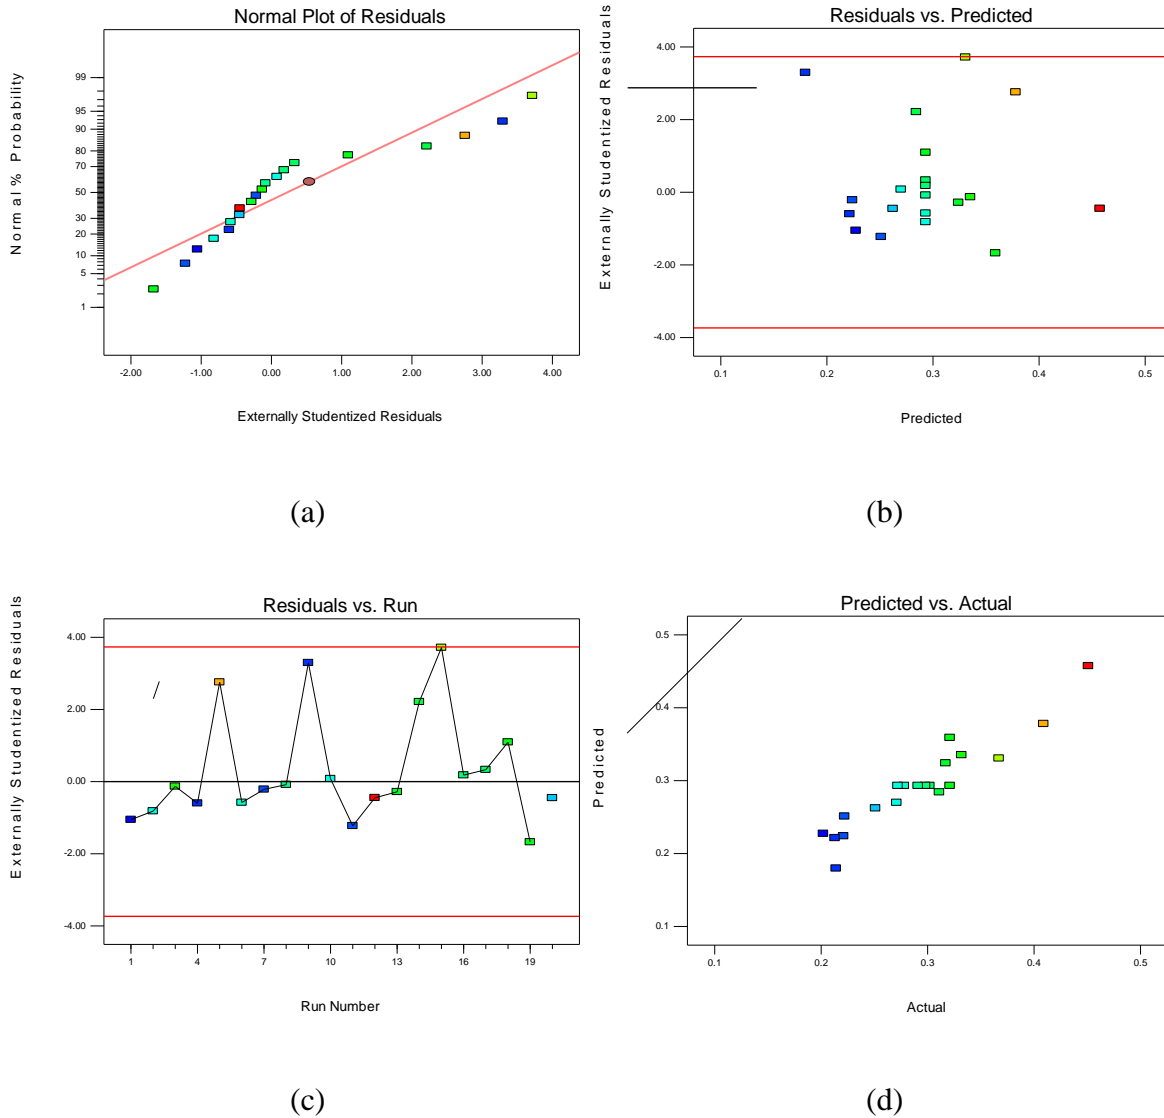 Normal Plot of Residuals
Normal % Probability
99
95
90
80
70
50
30
20
10
5
1
-2.00 -1.00 0.00 1.00 2.00 3.00 4.00
Externally Studentized Residuals
(a)
Residuals vs. Predicted
Externally Studentized Residuals
4.00
2.00
0.00
-2.00
-4.00
0.1 0.2 0.3 0.4 0.5
Predicted
(b)
Residuals vs. Run
Externally Studentized Residuals
4.00
2.00
0.00
-2.00
-4.00
1 4 7 10 13 16 19
Run Number
(c)
Predicted vs. Actual
Predicted
0.5
0.4
0.3
0.2
0.1
0.1 0.2 0.3 0.4 0.5
Actual
(d)